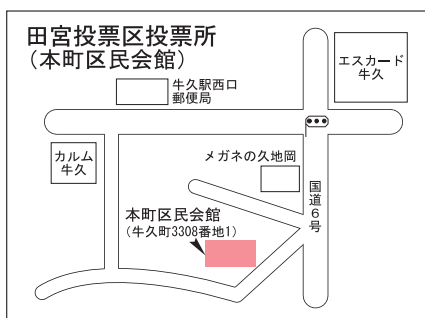 田宮投票区投票所
（本町区民会館）
エスカード
牛久
牛久駅西口
郵便局
カルム
牛久
メガネの久地岡
国道６号
本町区民会館
（牛久町3308番地1）